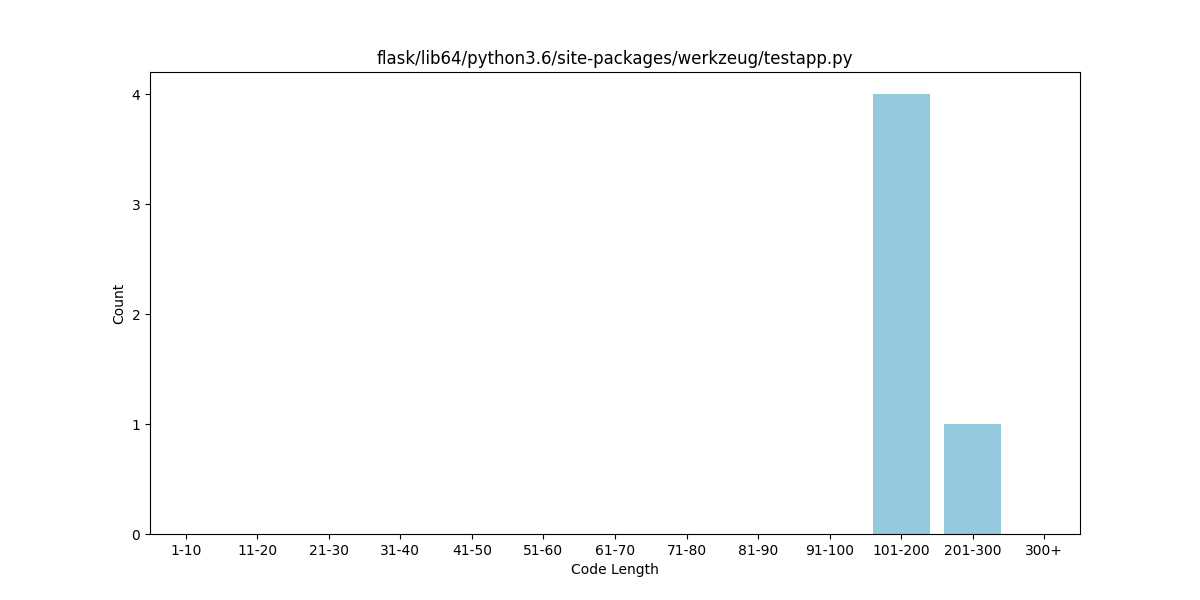 flask/lib64/python3.6/site-packages/werkzeug/testapp.py
4
3
2
1
0
Count
1-10 11-20 21-30 31-40 41-50 51-60 61-70 71-80 81-90 91-100 101-200 201-300 300+
Code Length